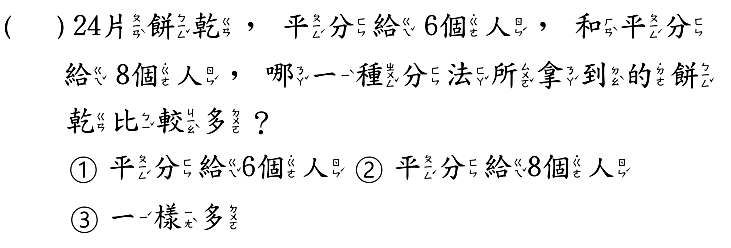 (　　) 24片餅乾，平分給6個人，和平分
給8個人，哪一種分法所拿到的餅
乾比較多？
① 平分給6個人 ② 平分給8個人
③ 一樣多